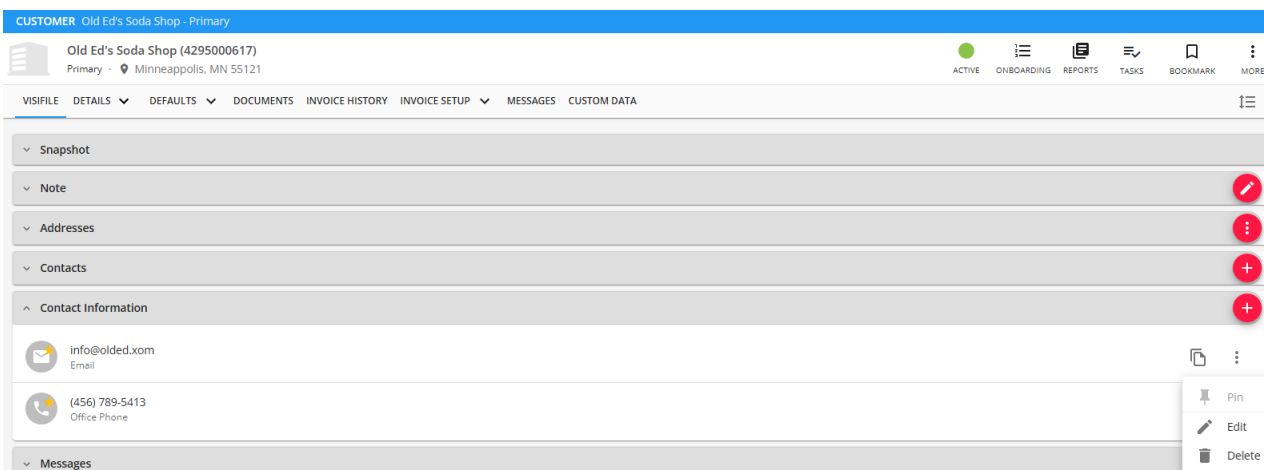 CUSTOMER Old Ed's Soda Shop - Primary
Old Ed's Soda Shop (4295000617)
Primary · Minneapolis, MN 55121
ACTIVE ONBOARDING REPORTS TASKS BOOKMARK MORE
VISIFILE DETAILS DEFAULTS DOCUMENTS INVOICE HISTORY INVOICE SETUP MESSAGES CUSTOM DATA
Snapshot
Note
Addresses
Contacts
Contact Information
info@olded.xom
Email
(456) 789-5413
Office Phone
Pin
Edit
Delete
Messages